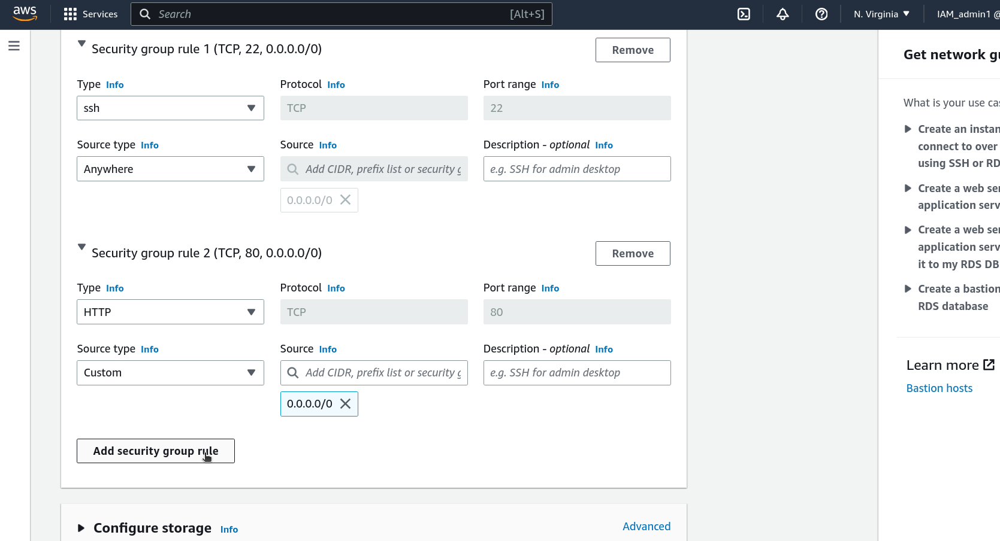 aws
Services
Search [Alt+S]
N. Virginia
IAM_admin1 @
Security group rule 1 (TCP, 22, 0.0.0.0/0)
Remove
Type Info
Protocol Info
Port range Info
ssh
TCP
22
Source type Info
Source Info
Description - optional Info
Anywhere
Add CIDR, prefix list or security g
e.g. SSH for admin desktop
0.0.0.0/0
Security group rule 2 (TCP, 80, 0.0.0.0/0)
Remove
Type Info
Protocol Info
Port range Info
HTTP
TCP
80
Source type Info
Source Info
Description - optional Info
Custom
Add CIDR, prefix list or security g
e.g. SSH for admin desktop
0.0.0.0/0
Add security group rule
Configure storage Info
Advanced
Get network gu
What is your use cas
Create an instan
connect to over
using SSH or RD
Create a web ser
application serv
Create a web ser
application serv
it to my RDS DB
Create a bastion
RDS database
Learn more
Bastion hosts